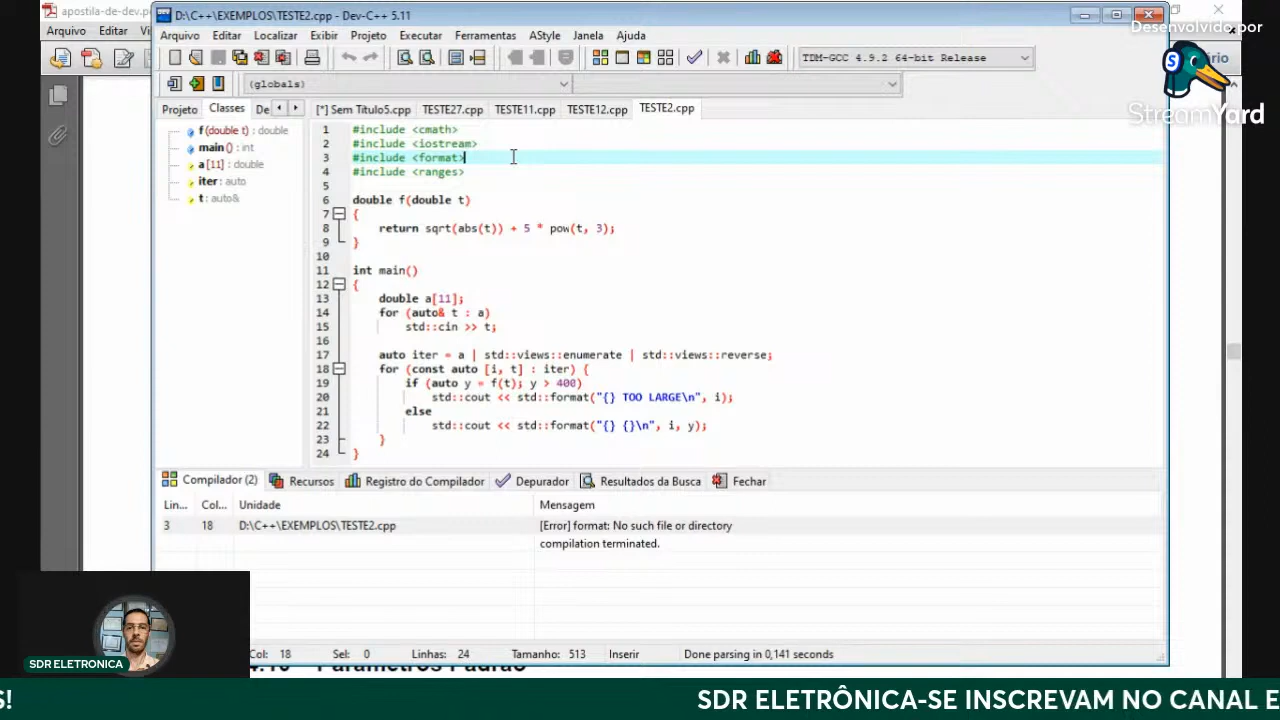 apostila-de-dev.p
D:\C++\EXEMPLOS\TESTE2.cpp - Dev-C++ 5.11
Desenvolvido por
StreamYard
Arquivo Editar
Arquivo Editar Localizar Exibir Projeto Executar Ferramentas AStyle Janela Ajuda
TDM-GCC 4.9.2 64-bit Release
(globals)
Projeto Classes De
[*] Sem Título5.cpp TESTE27.cpp TESTE11.cpp TESTE12.cpp TESTE2.cpp
f (double t) : double
main () : int
a [11] : double
iter : auto
t : auto&
1 #include <cmath>
2 #include <iostream>
3 #include <format>
4 #include <ranges>
5
6 double f(double t)
7 {
8 return sqrt(abs(t)) + 5 * pow(t, 3);
9 }
10
11 int main()
12 {
13 double a[11];
14 for (auto& t : a)
15 std::cin >> t;
16
17 auto iter = a | std::views::enumerate | std::views::reverse;
18 for (const auto [i, t] : iter) {
19 if (auto y = f(t); y > 400)
20 std::cout << std::format("{} TOO LARGE\n", i);
21 else
22 std::cout << std::format("{} {}\n", i, y);
23 }
24 }
Compilador (2) Recursos Registro do Compilador Depurador Resultados da Busca Fechar
Lin... Col... Unidade Mensagem
3 18 D:\C++\EXEMPLOS\TESTE2.cpp [Error] format: No such file or directory
compilation terminated.
Col: 18 Sel: 0 Linhas: 24 Tamanho: 513 Inserir Done parsing in 0,141 seconds
SDR ELETRONICA
S! SDR ELETRÔNICA-SE INSCREVAM NO CANAL E